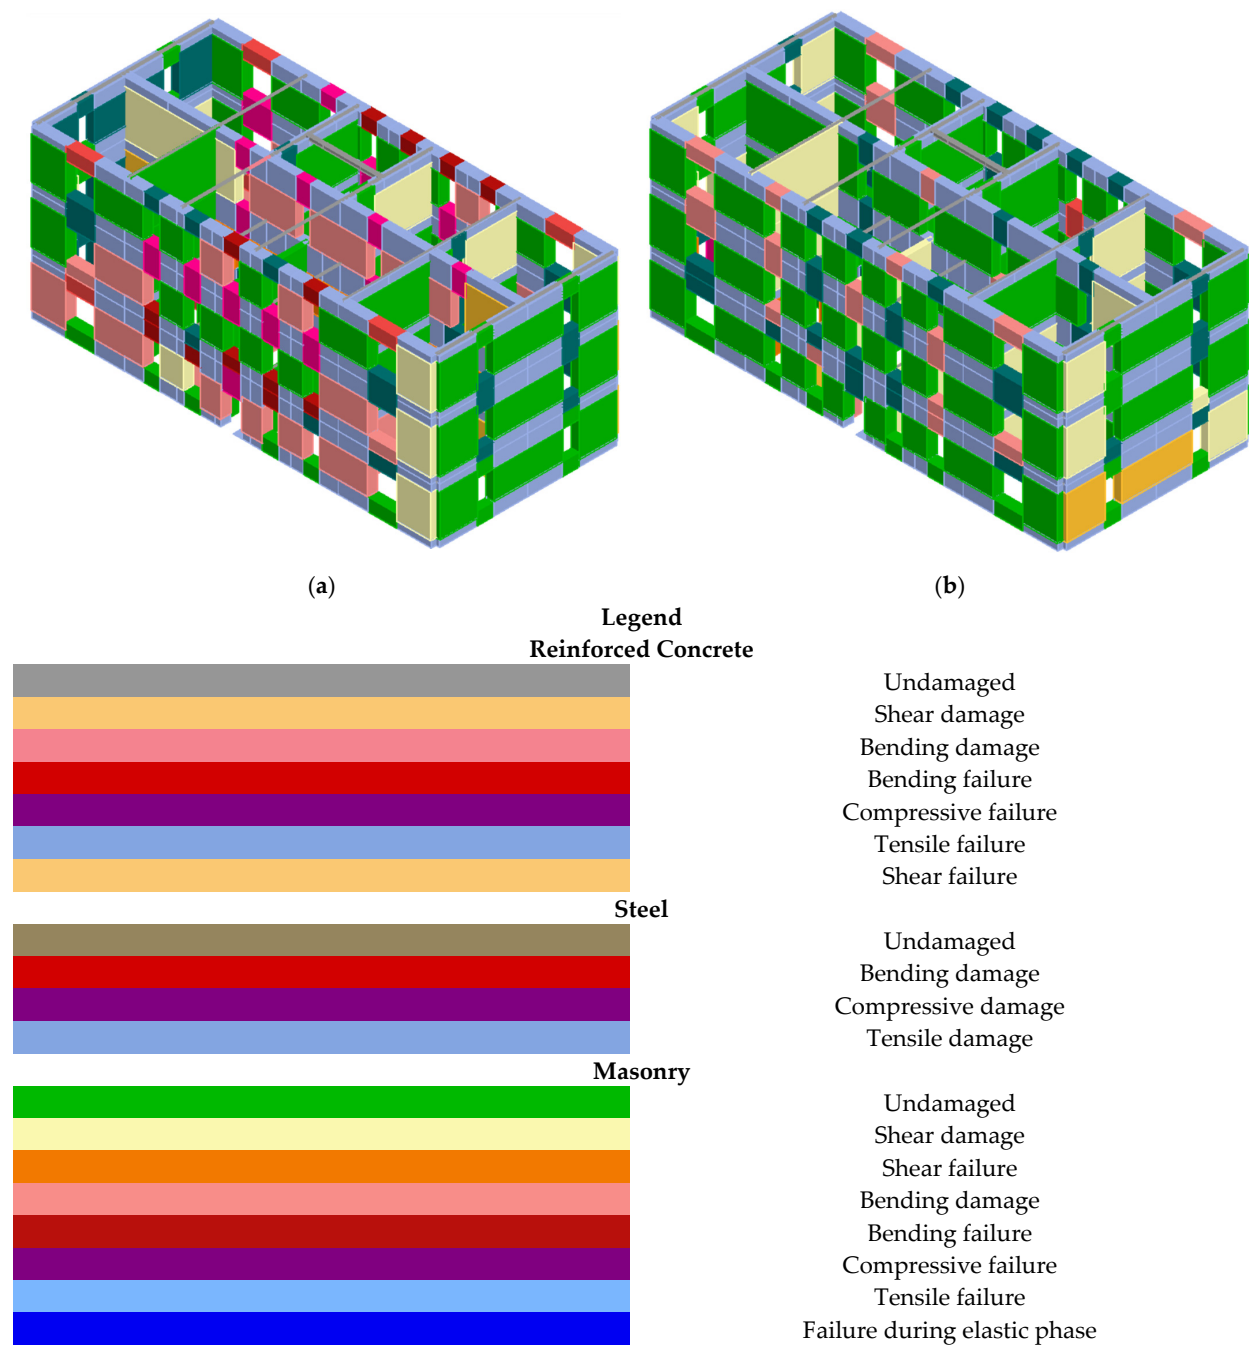 (a) (b)
Legend
Reinforced Concrete
Undamaged
Shear damage
Bending damage
Bending failure
Compressive failure
Tensile failure
Shear failure
Steel
Undamaged
Bending damage
Compressive damage
Tensile damage
Masonry
Undamaged
Shear damage
Shear failure
Bending damage
Bending failure
Compressive failure
Tensile failure
Failure during elastic phase